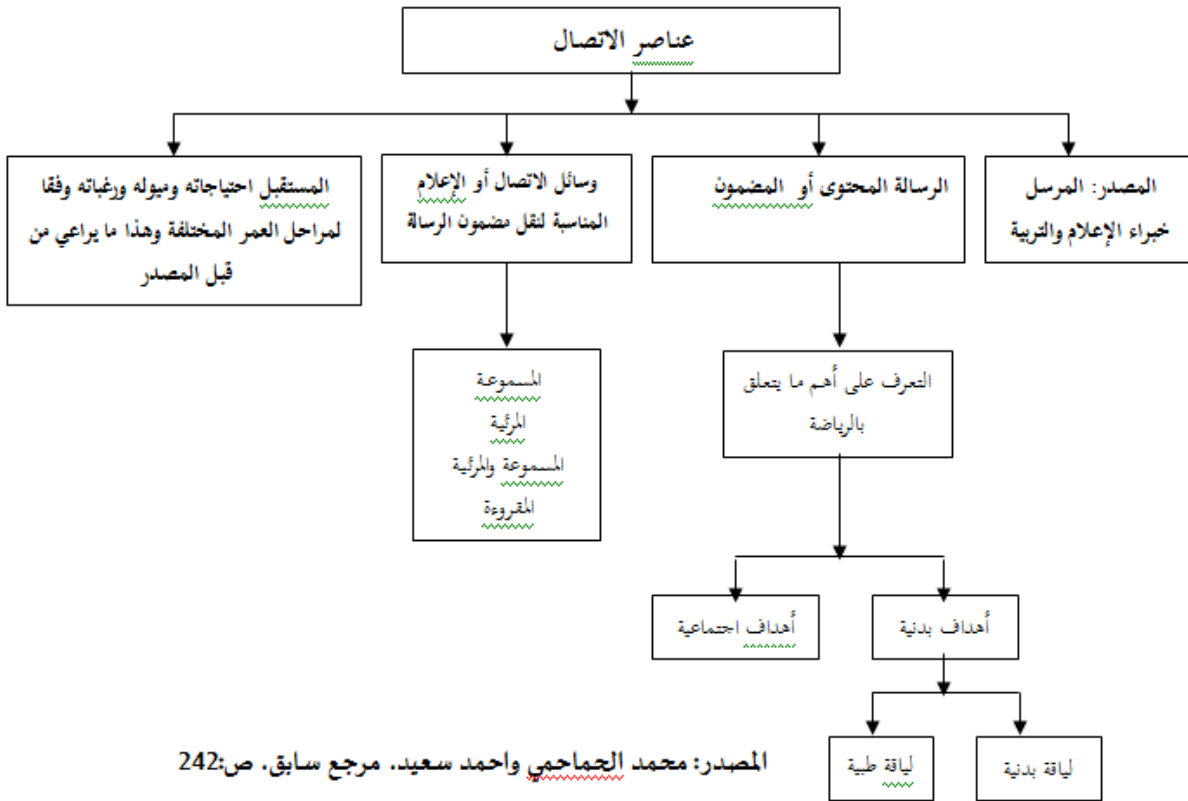 عناصر الاتصال
المصدر: المرسل
خبراء الإعلام والتربية
الرسالة المحتوى أو المضمون
وسائل الاتصال أو الإعلام
المناسبة لنقل مضمون الرسالة
المستقبل احتياجاته وميوله ورغباته وفقا
لمراحل العمر المختلفة وهذا ما يراعي من
قبل المصدر
التعرف على أهم ما يتعلق
بالرياضة
المسموعة
المرئية
المسموعة والمرئية
المقروءة
أهداف بدنية
أهداف اجتماعية
لياقة بدنية
لياقة طبية
المصدر: محمد الحماحمي واحمد سعيد. مرجع سابق. ص:242